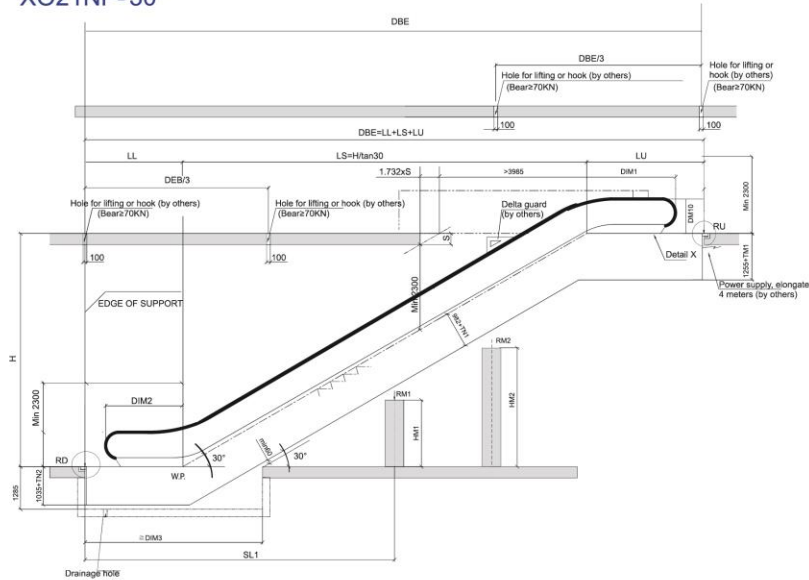 XO21NP-30
DBE
DBE/3
Hole for lifting or hook (by others)
(Bear≥70KN)
Hole for lifting or
hook (by others)
(Bear≥70KN)
100
100
DBE=LL+LS+LU
LL
LS=H/tan30
LU
1.732xS
>3965
DIM1
DEB/3
Hole for lifting or hook (by others)
(Bear≥70KN)
Hole for lifting or hook (by others)
(Bear≥70KN)
Delta guard
(by others)
DM10
Min 2300
RU
S
100
100
Detail X
1255+TM1
Power supply, elongate
4 meters (by others)
EDGE OF SUPPORT
Min 2300
982+TN1
H
RM2
RM1
HM2
HM1
Min 2300
DIM2
RD
W.P.
30°
min60
30°
1285
1035+TN2
≥DIM3
SL1
Drainage hole